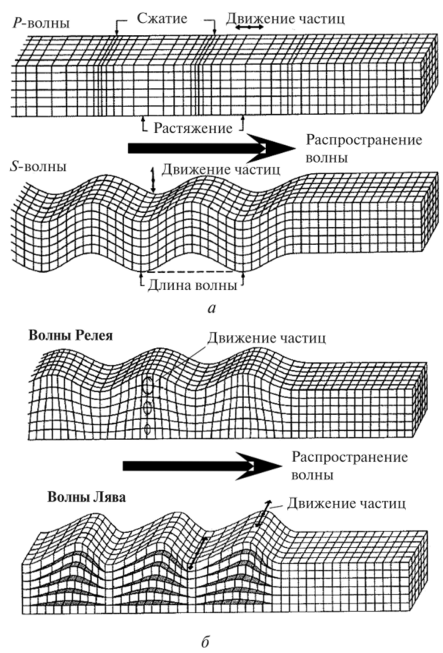 P-волны
Сжатие
Движение частиц
Растяжение
Распространение
волны
S-волны
Движение частиц
Длина волны
а
Волны Релея
Движение частиц
Распространение
волны
Волны Лява
Движение частиц
б